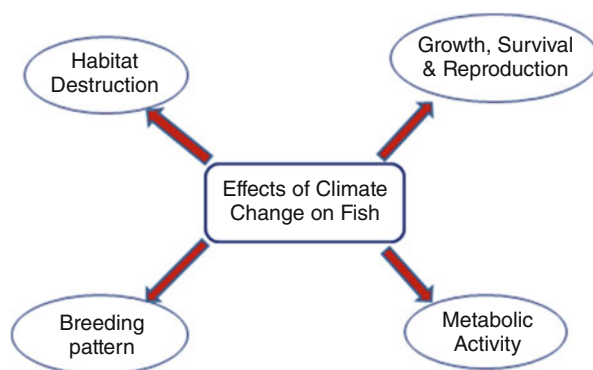 Habitat
Destruction
Growth, Survival
& Reproduction
Effects of Climate
Change on Fish
Breeding
pattern
Metabolic
Activity